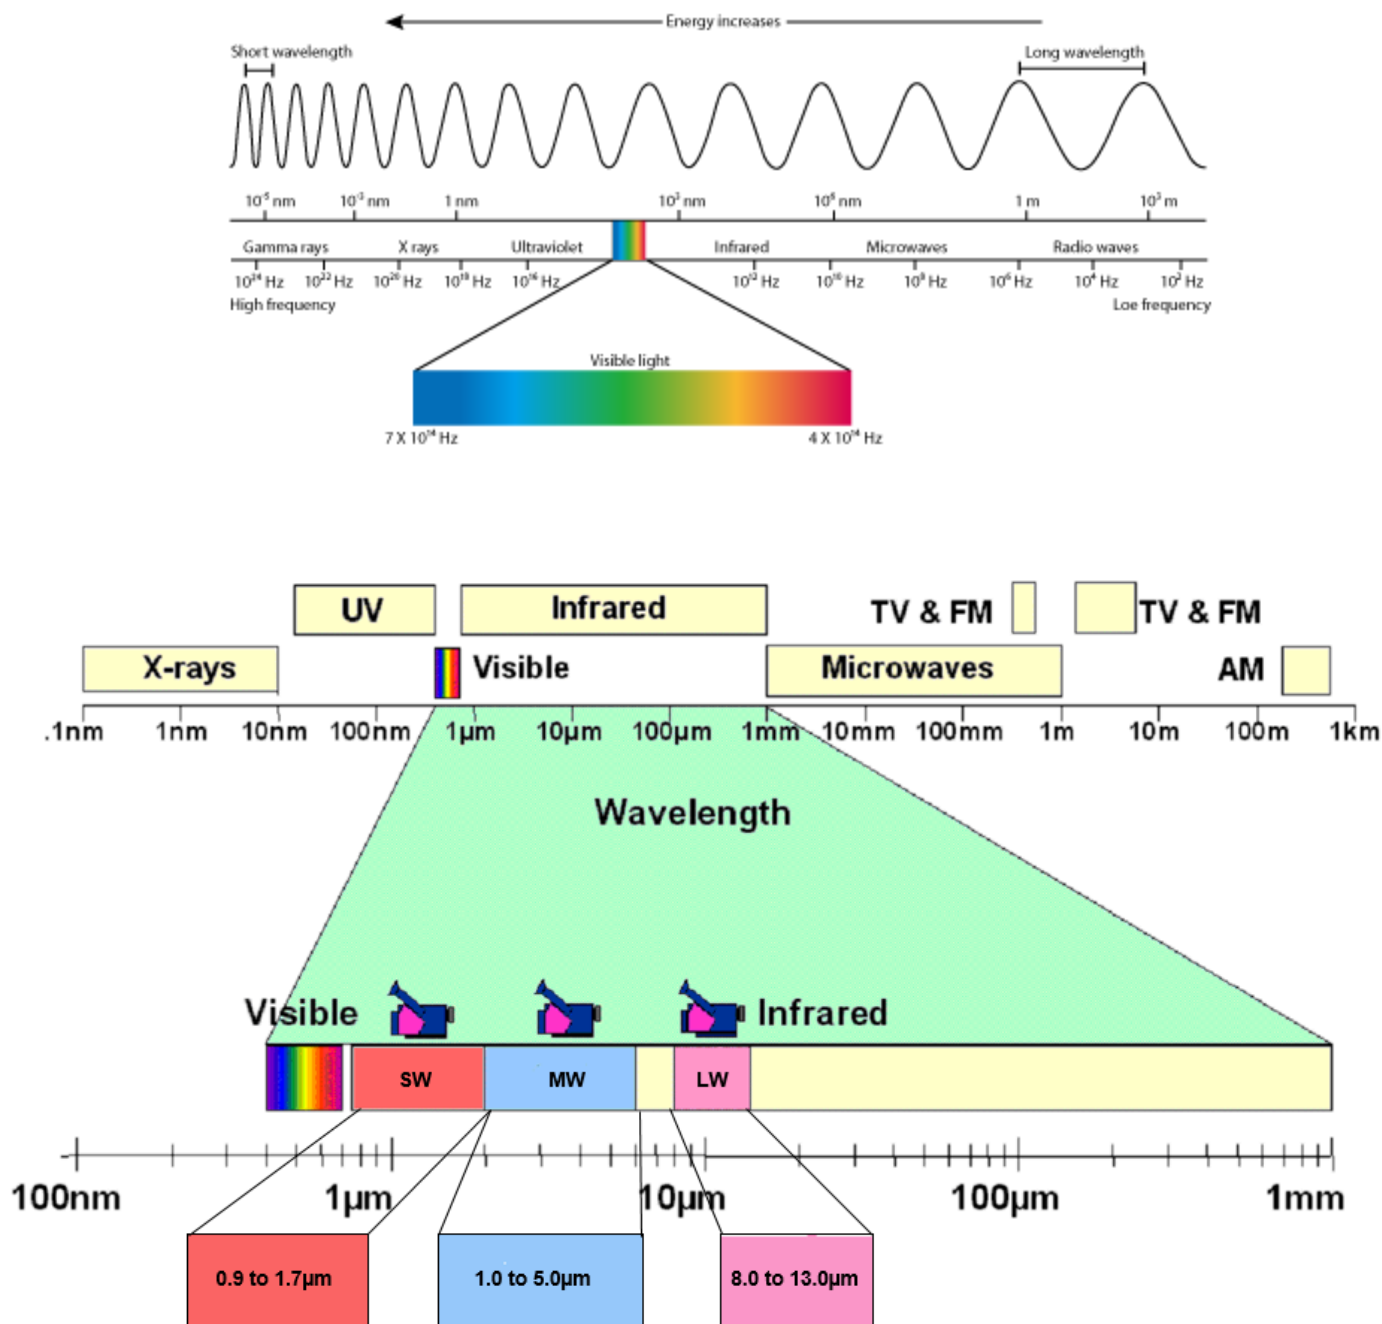 Energy increases
Short wavelength
Long wavelength
10⁻⁵ nm 10⁻³ nm 1 nm 10³ nm 10⁶ nm 1 m 10³ m
Gamma rays X rays Ultraviolet Infrared Microwaves Radio waves
10²⁴ Hz 10²² Hz 10²⁰ Hz 10¹⁸ Hz 10¹⁶ Hz 10¹² Hz 10¹⁰ Hz 10⁸ Hz 10⁶ Hz 10⁴ Hz 10² Hz
High frequency Loe frequency
Visible light
7 X 10¹⁴ Hz 4 X 10¹⁴ Hz
UV Infrared TV & FM TV & FM
X-rays Visible Microwaves AM
.1nm 1nm 10nm 100nm 1µm 10µm 100µm 1mm 10mm 100mm 1m 10m 100m 1km
Wavelength
Visible Infrared
SW MW LW
100nm 1µm 10µm 100µm 1mm
0.9 to 1.7µm 1.0 to 5.0µm 8.0 to 13.0µm